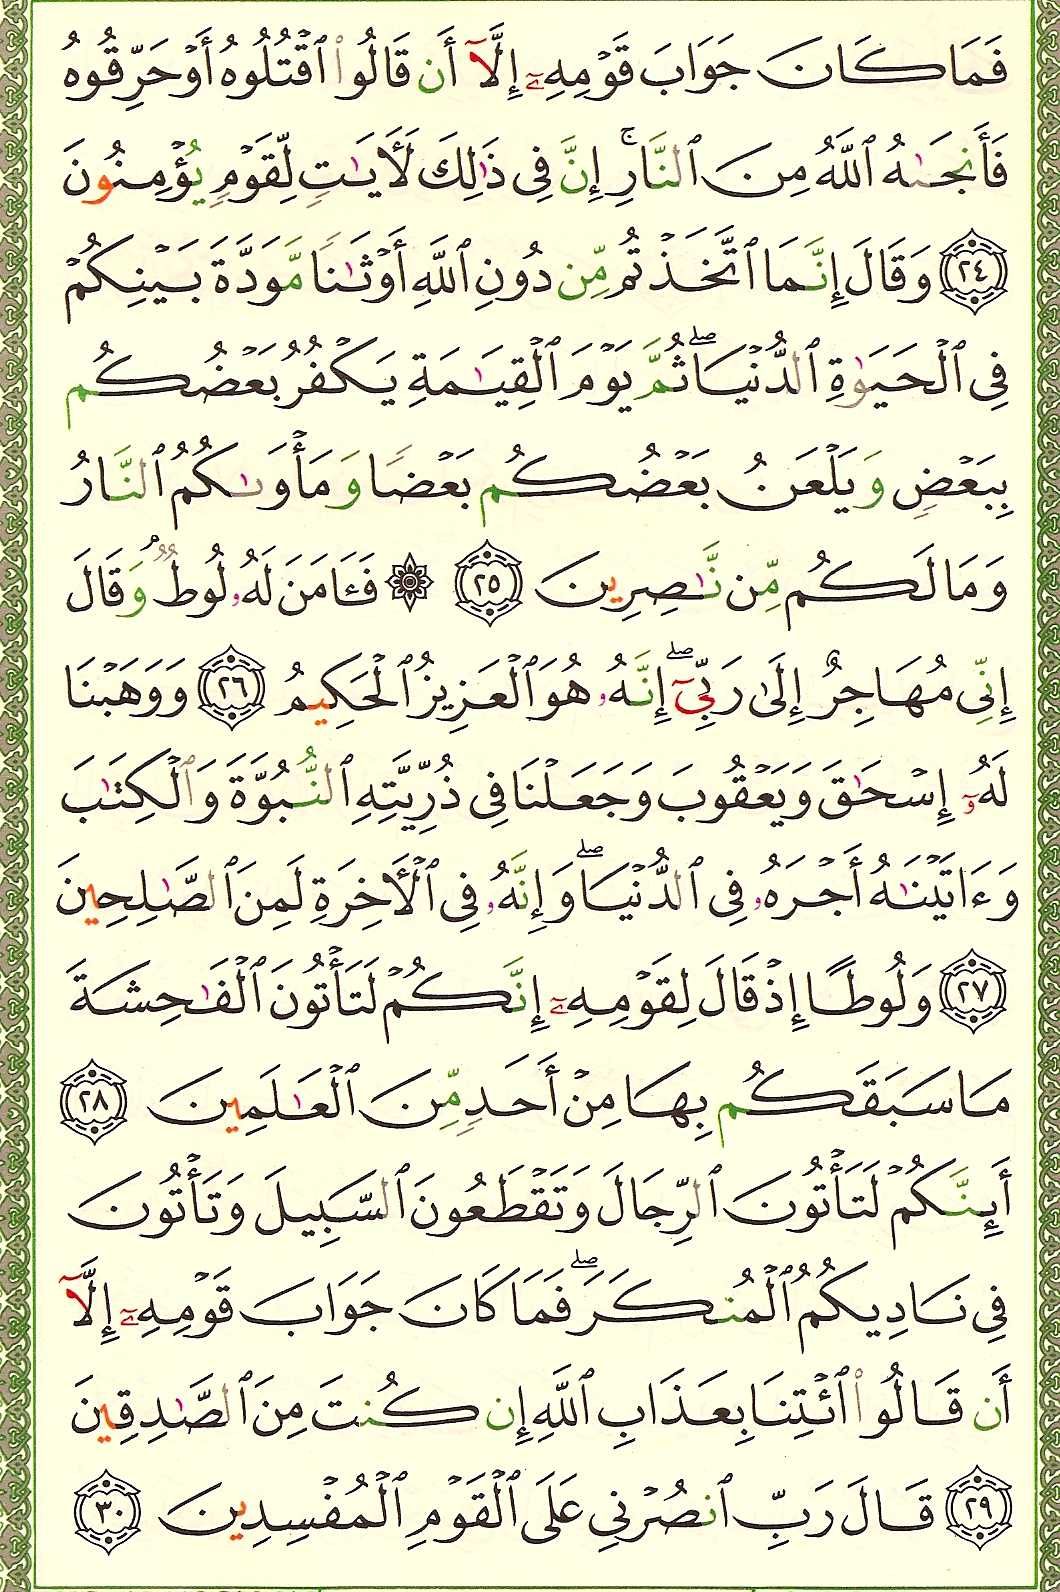 فَمَا كَانَ جَوَابَ قَوْمِهِۦٓ إِلَّآ أَن قَالُوا۟ ٱقْتُلُوهُ أَوْ حَرِّقُوهُ
فَأَنجَىٰهُ ٱللَّهُ مِنَ ٱلنَّارِ ۚ إِنَّ فِى ذَٰلِكَ لَءَايَٰتٍ لِّقَوْمٍ يُؤْمِنُونَ
٢٤ وَقَالَ إِنَّمَا ٱتَّخَذْتُم مِّن دُونِ ٱللَّهِ أَوْثَٰنًا مَّوَدَّةَ بَيْنِكُمْ
فِى ٱلْحَيَوٰةِ ٱلدُّنْيَا ۖ ثُمَّ يَوْمَ ٱلْقِيَٰمَةِ يَكْفُرُ بَعْضُكُم
بِبَعْضٍ وَيَلْعَنُ بَعْضُكُم بَعْضًا وَمَأْوَىٰكُمُ ٱلنَّارُ
وَمَا لَكُم مِّن نَّٰصِرِينَ ٢٥ ۞ فَـَٔامَنَ لَهُۥ لُوطٌ ۘ وَقَالَ
إِنِّى مُهَاجِرٌ إِلَىٰ رَبِّىٓ ۖ إِنَّهُۥ هُوَ ٱلْعَزِيزُ ٱلْحَكِيمُ ٢٦ وَوَهَبْنَا
لَهُۥٓ إِسْحَٰقَ وَيَعْقُوبَ وَجَعَلْنَا فِى ذُرِّيَّتِهِ ٱلنُّبُوَّةَ وَٱلْكِتَٰبَ
وَءَاتَيْنَٰهُ أَجْرَهُۥ فِى ٱلدُّنْيَا ۖ وَإِنَّهُۥ فِى ٱلْءَاخِرَةِ لَمِنَ ٱلصَّٰلِحِينَ
٢٧ وَلُوطًا إِذْ قَالَ لِقَوْمِهِۦٓ إِنَّكُمْ لَتَأْتُونَ ٱلْفَٰحِشَةَ
مَا سَبَقَكُم بِهَا مِنْ أَحَدٍ مِّنَ ٱلْعَٰلَمِينَ ٢٨
أَئِنَّكُمْ لَتَأْتُونَ ٱلرِّجَالَ وَتَقْطَعُونَ ٱلسَّبِيلَ وَتَأْتُونَ
فِى نَادِيكُمُ ٱلْمُنكَرَ ۖ فَمَا كَانَ جَوَابَ قَوْمِهِۦٓ إِلَّآ
أَن قَالُوا۟ ٱئْتِنَا بِعَذَابِ ٱللَّهِ إِن كُنتَ مِنَ ٱلصَّٰدِقِينَ
٢٩ قَالَ رَبِّ ٱنصُرْنِى عَلَى ٱلْقَوْمِ ٱلْمُفْسِدِينَ ٣٠